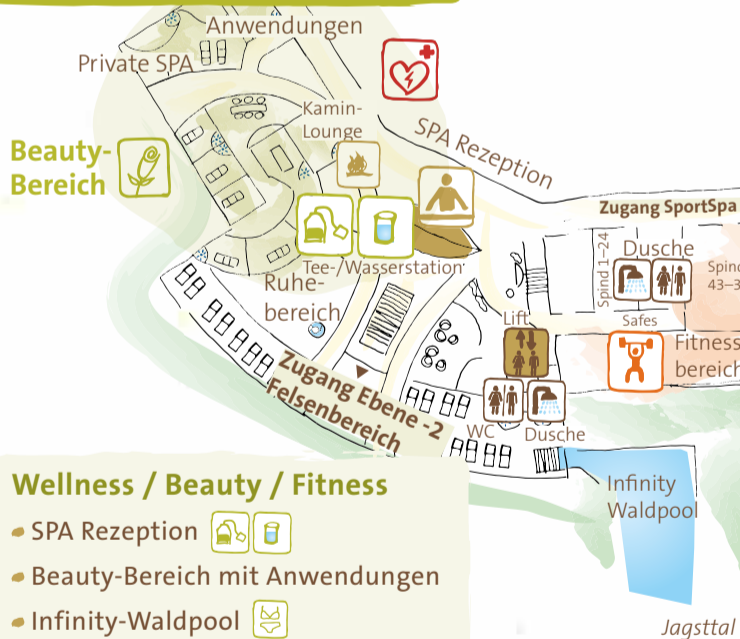 Anwendungen
Private SPA
Kamin-
Lounge
SPA Rezeption
Beauty-
Bereich
Zugang SportSpa
Spind 1–24
Dusche
Spind
43–3
Tee-/Wasserstation
Ruhe-
bereich
Lift
Safes
Fitness
bereich
Zugang Ebene -2
Felsenbereich
WC
Dusche
Infinity
Waldpool
Wellness / Beauty / Fitness
SPA Rezeption
Beauty-Bereich mit Anwendungen
Infinity-Waldpool
Jagsttal